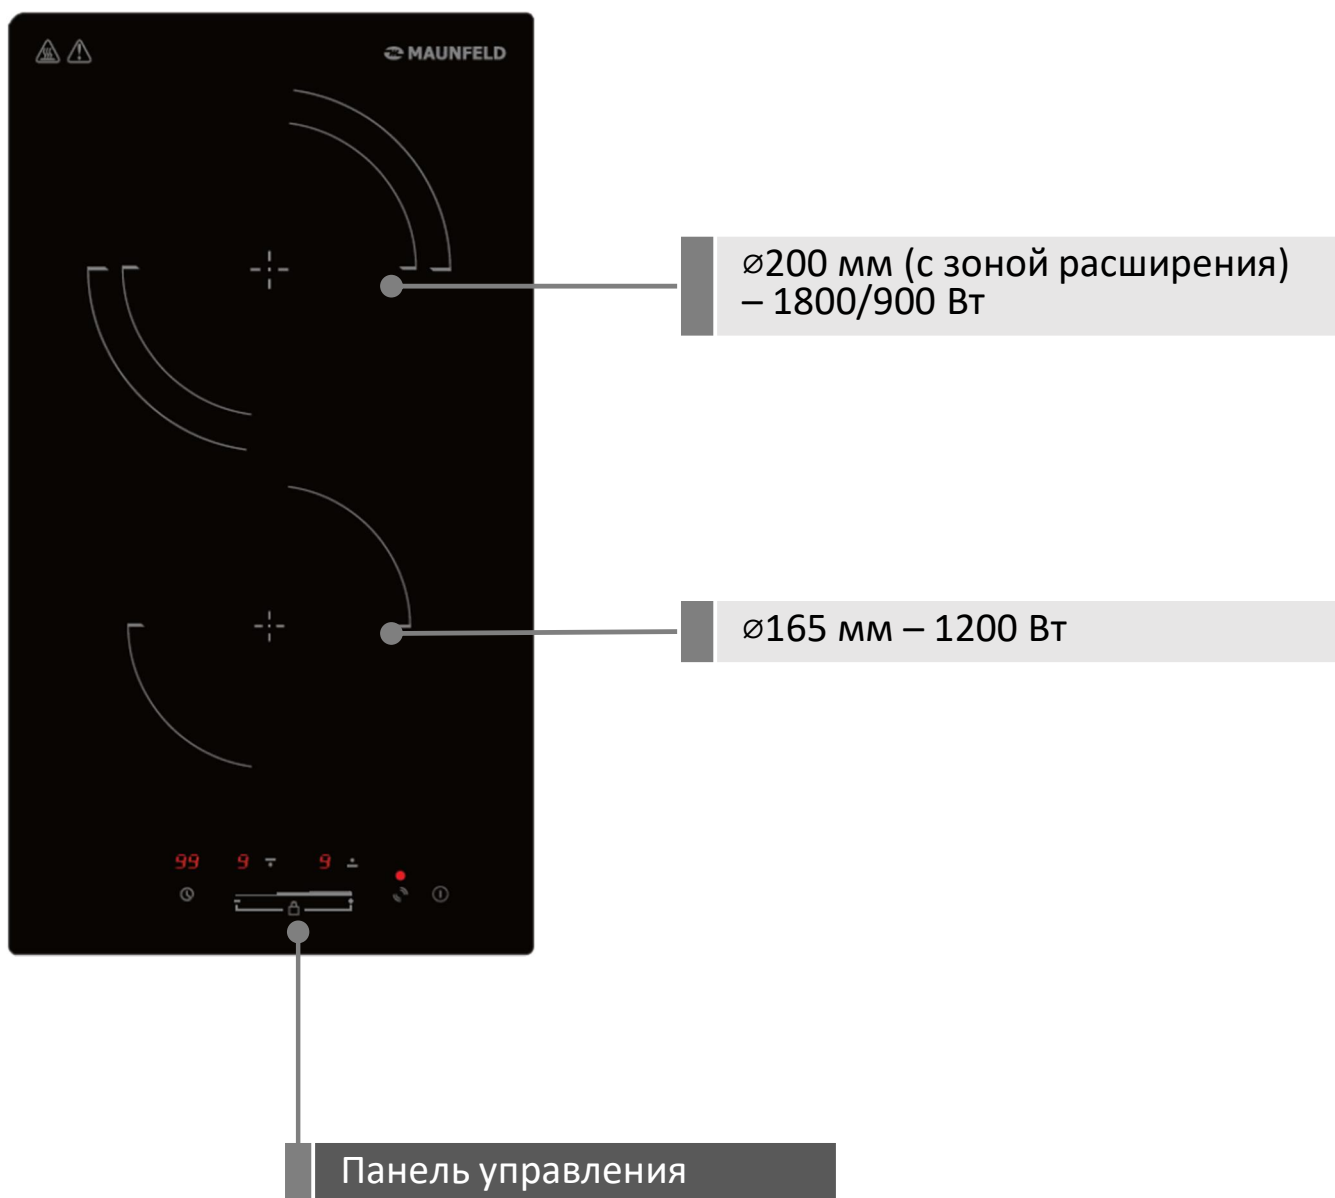 MAUNFELD
⌀200 мм (с зоной расширения)
– 1800/900 Вт
⌀165 мм – 1200 Вт
99 9 9
Панель управления